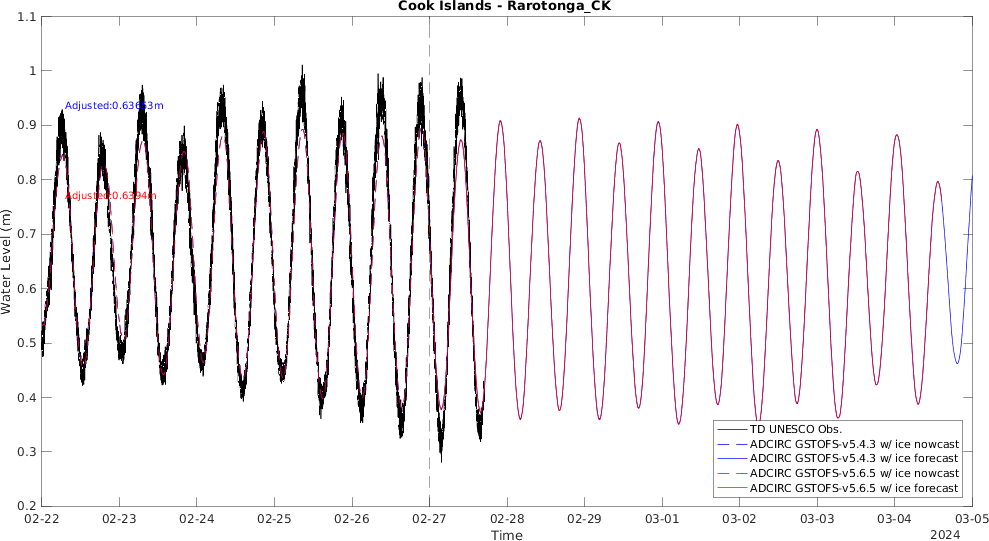 Cook Islands - Rarotonga_CK
1.1
1
0.9
0.8
0.7
0.6
0.5
0.4
0.3
0.2
Water Level (m)
Adjusted:0.63653m
Adjusted:0.6394m
TD UNESCO Obs.
ADCIRC GSTOFS-v5.4.3 w/ ice nowcast
ADCIRC GSTOFS-v5.4.3 w/ ice forecast
ADCIRC GSTOFS-v5.6.5 w/ ice nowcast
ADCIRC GSTOFS-v5.6.5 w/ ice forecast
02-22 02-23 02-24 02-25 02-26 02-27 02-28 02-29 03-01 03-02 03-03 03-04 03-05
Time
2024